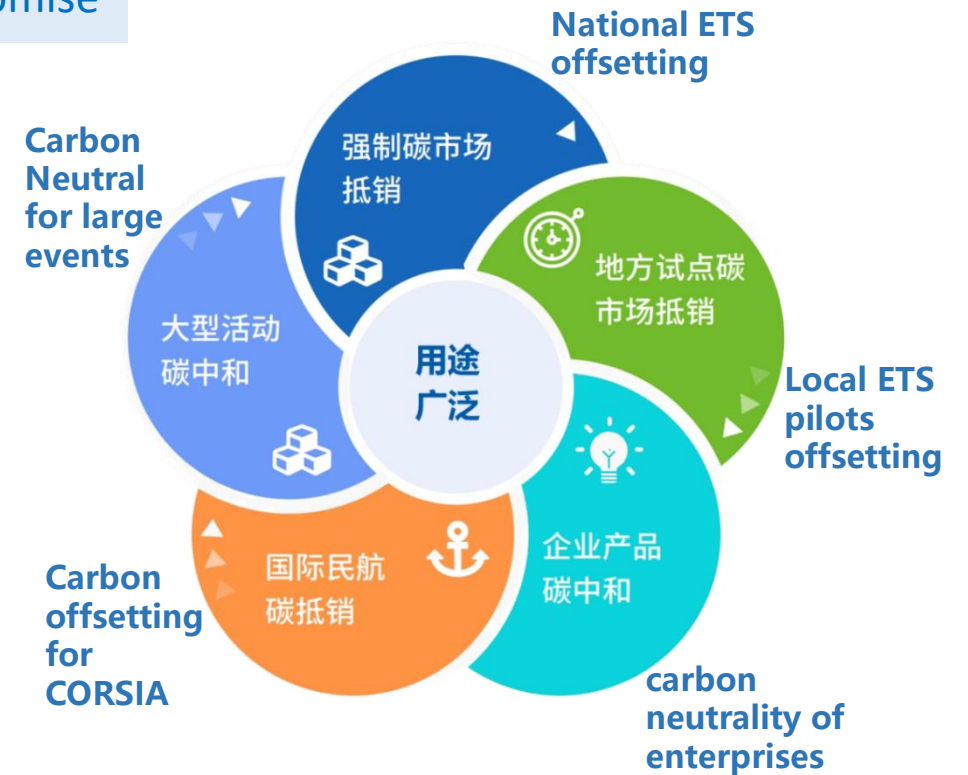 National ETS
offsetting
Carbon
Neutral
for large
events
强制碳市场
抵销
地方试点碳
市场抵销
大型活动
碳中和
用途
广泛
Local ETS
pilots
offsetting
企业产品
碳中和
国际民航
碳抵销
Carbon
offsetting
for
CORSIA
carbon
neutrality of
enterprises